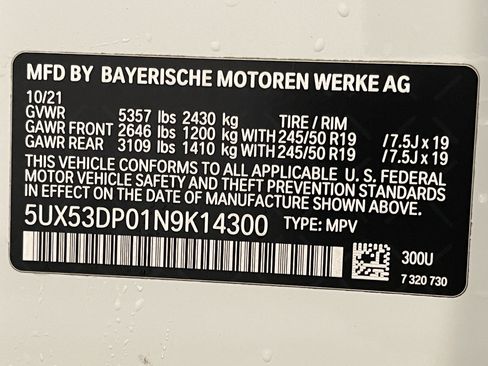 MFD BY BAYERISCHE MOTOREN WERKE AG
10/21
GVWR 5357 lbs 2430 kg TIRE / RIM
GAWR FRONT 2646 lbs 1200 kg WITH 245/50 R19 / 7.5J x 19
GAWR REAR 3109 lbs 1410 kg WITH 245/50 R19 / 7.5J x 19
THIS VEHICLE CONFORMS TO ALL APPLICABLE U. S. FEDERAL
MOTOR VEHICLE SAFETY AND THEFT PREVENTION STANDARDS
IN EFFECT ON THE DATE OF MANUFACTURE SHOWN ABOVE.
5UX53DP01N9K14300 TYPE: MPV
300U
7 320 730